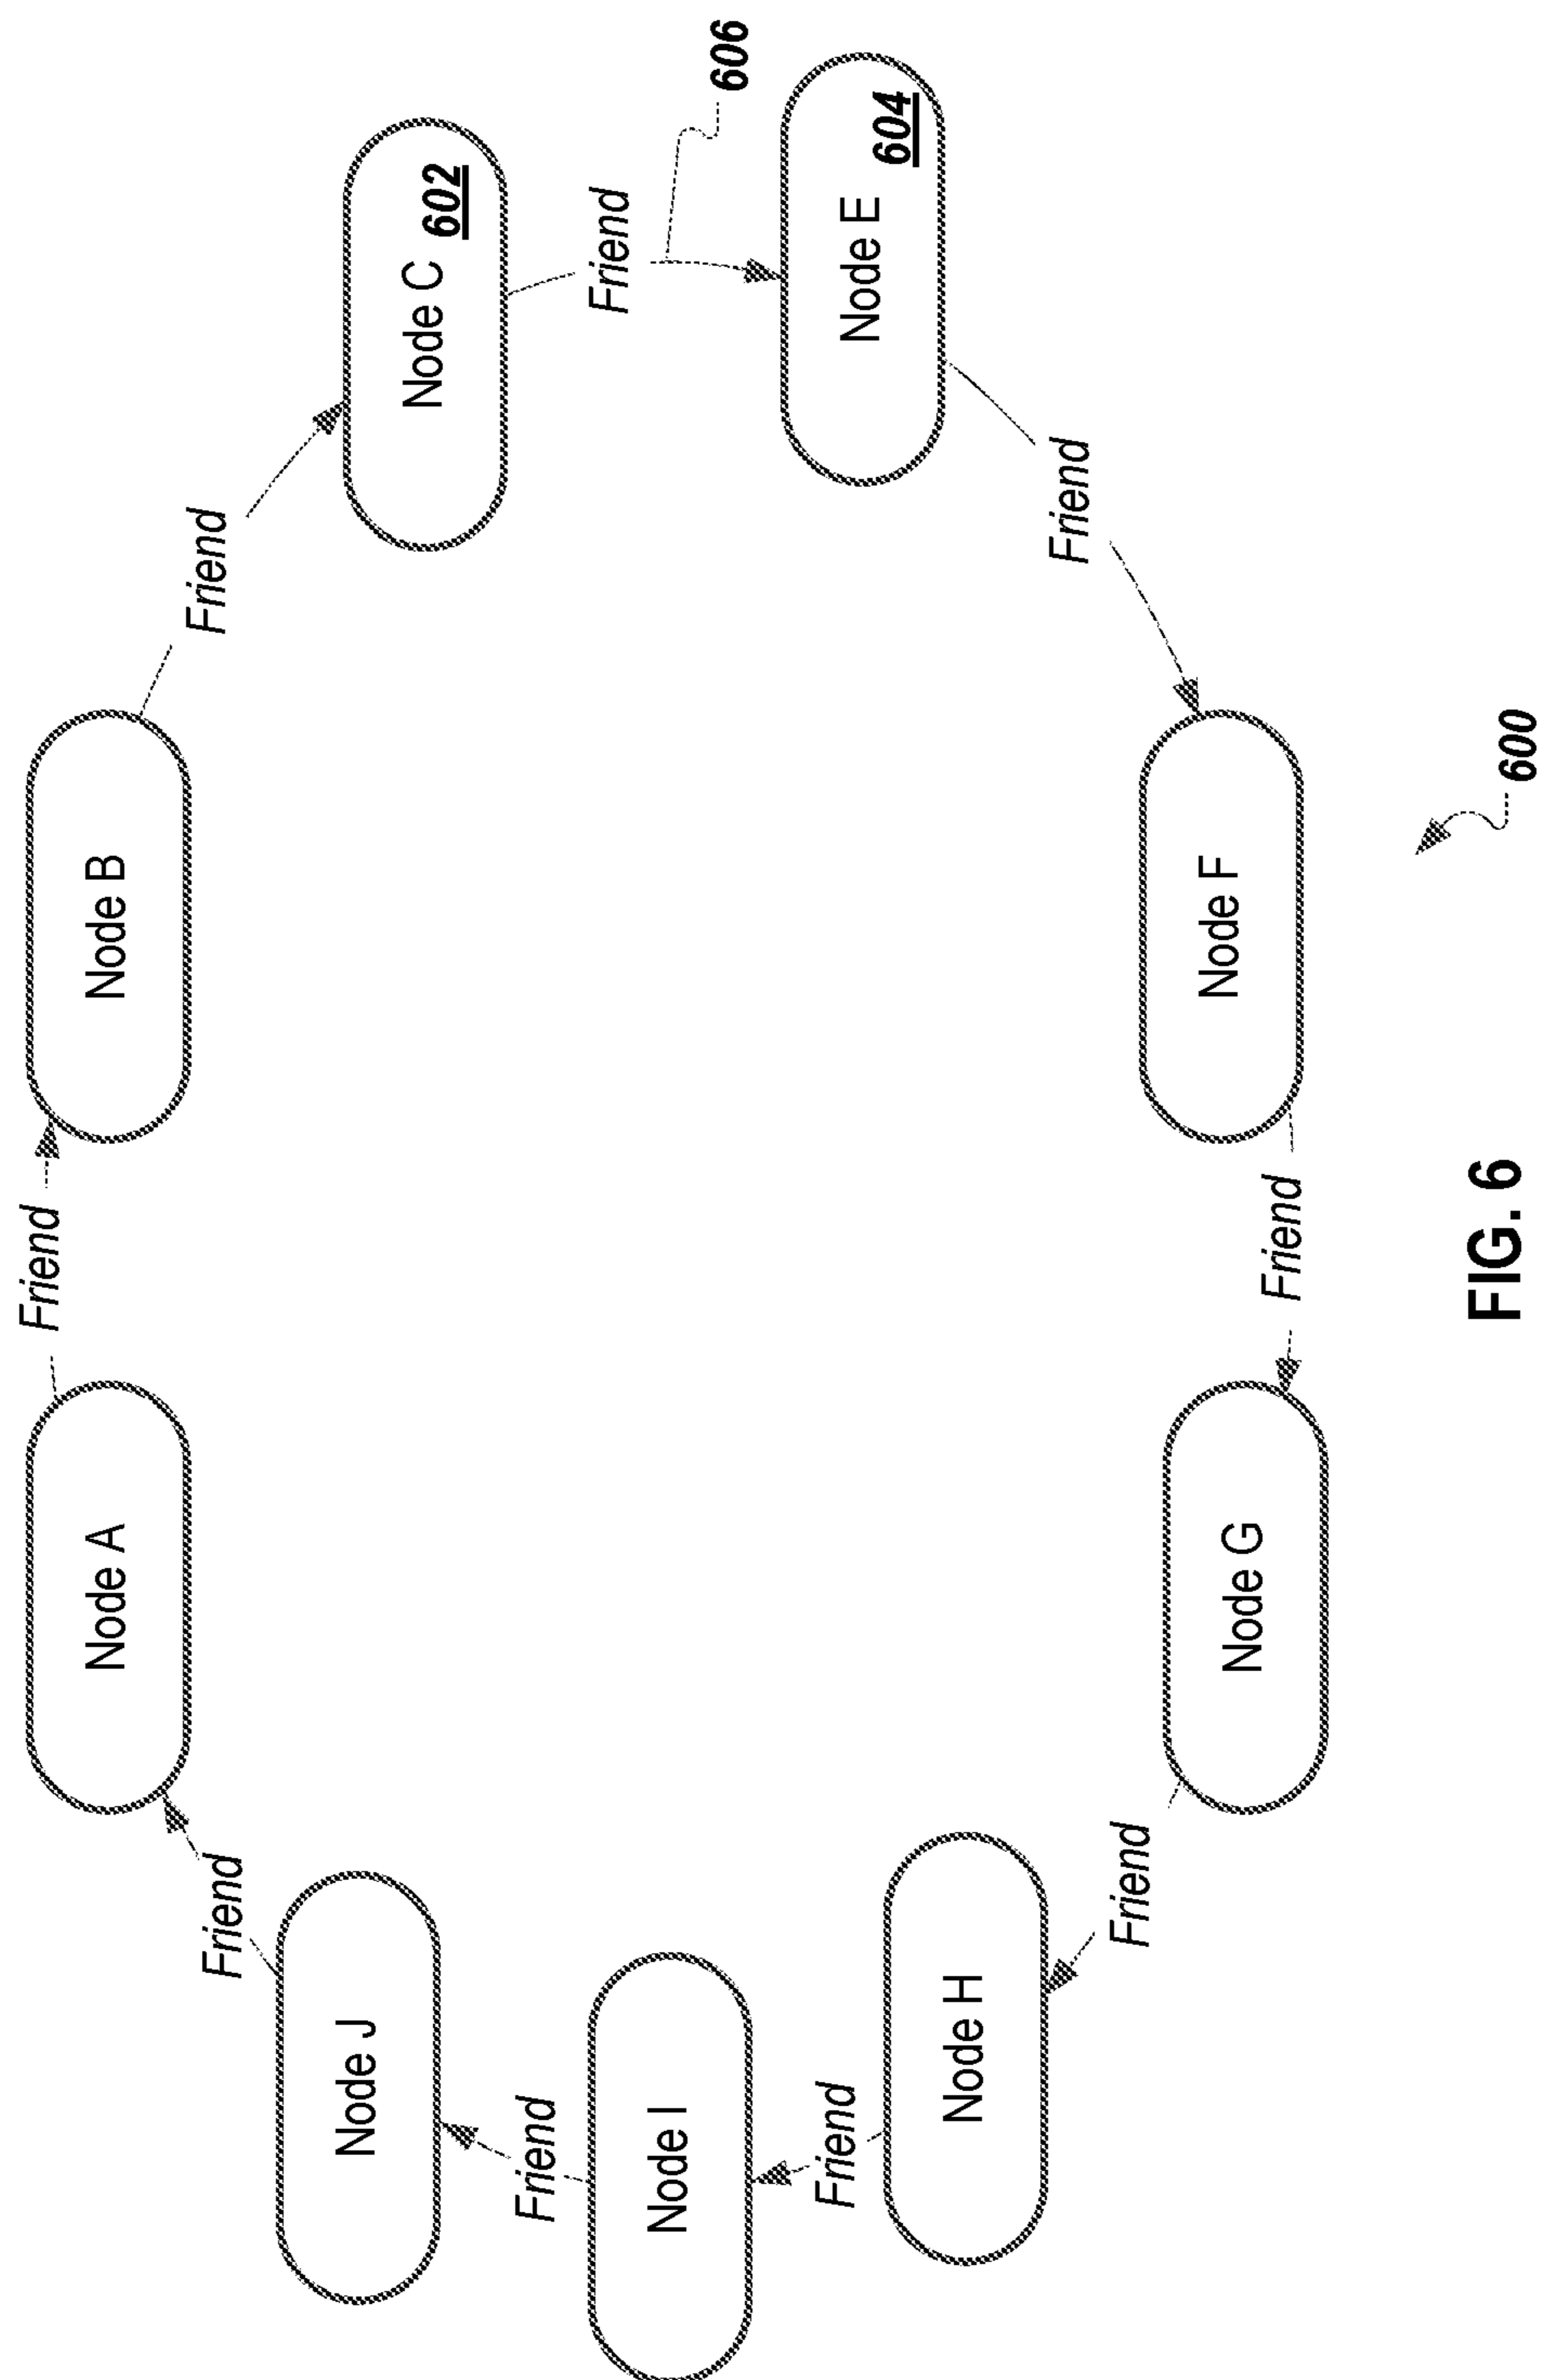 Node A
Friend
Node B
Friend
Node C
602
Friend
606
Node E
604
Friend
Node F
Friend
Node G
Friend
Node H
Friend
Node I
Friend
Node J
Friend
600
FIG. 6